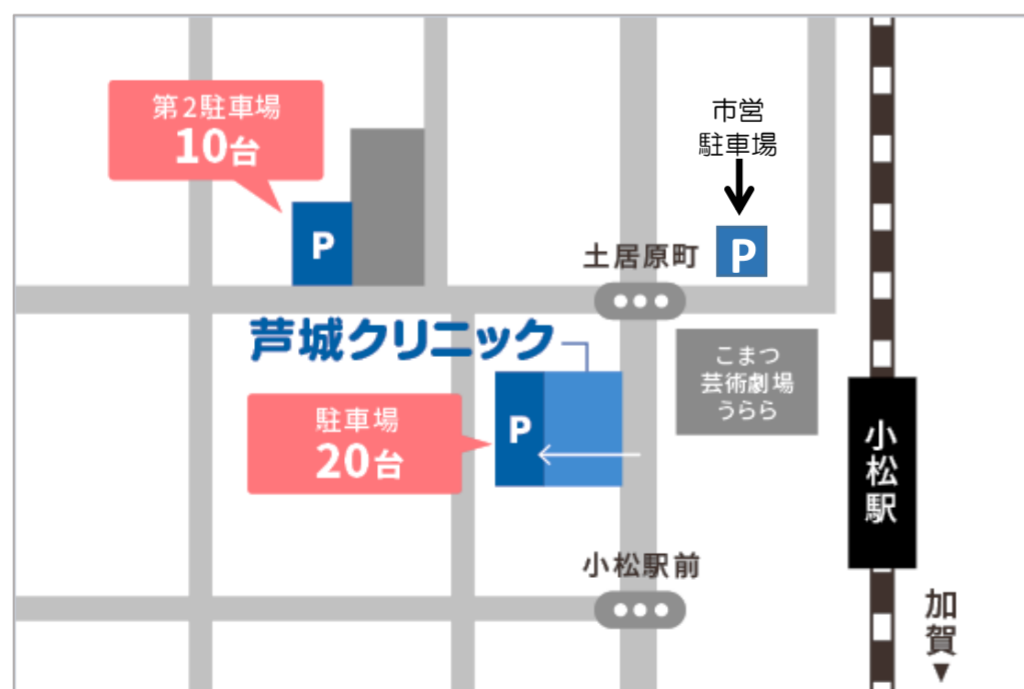 第2駐車場
10台
P
市営
駐車場
P
土居原町
芦城クリニック
駐車場
20台
P
こまつ
芸術劇場
うらら
小松駅
小松駅前
加賀▼